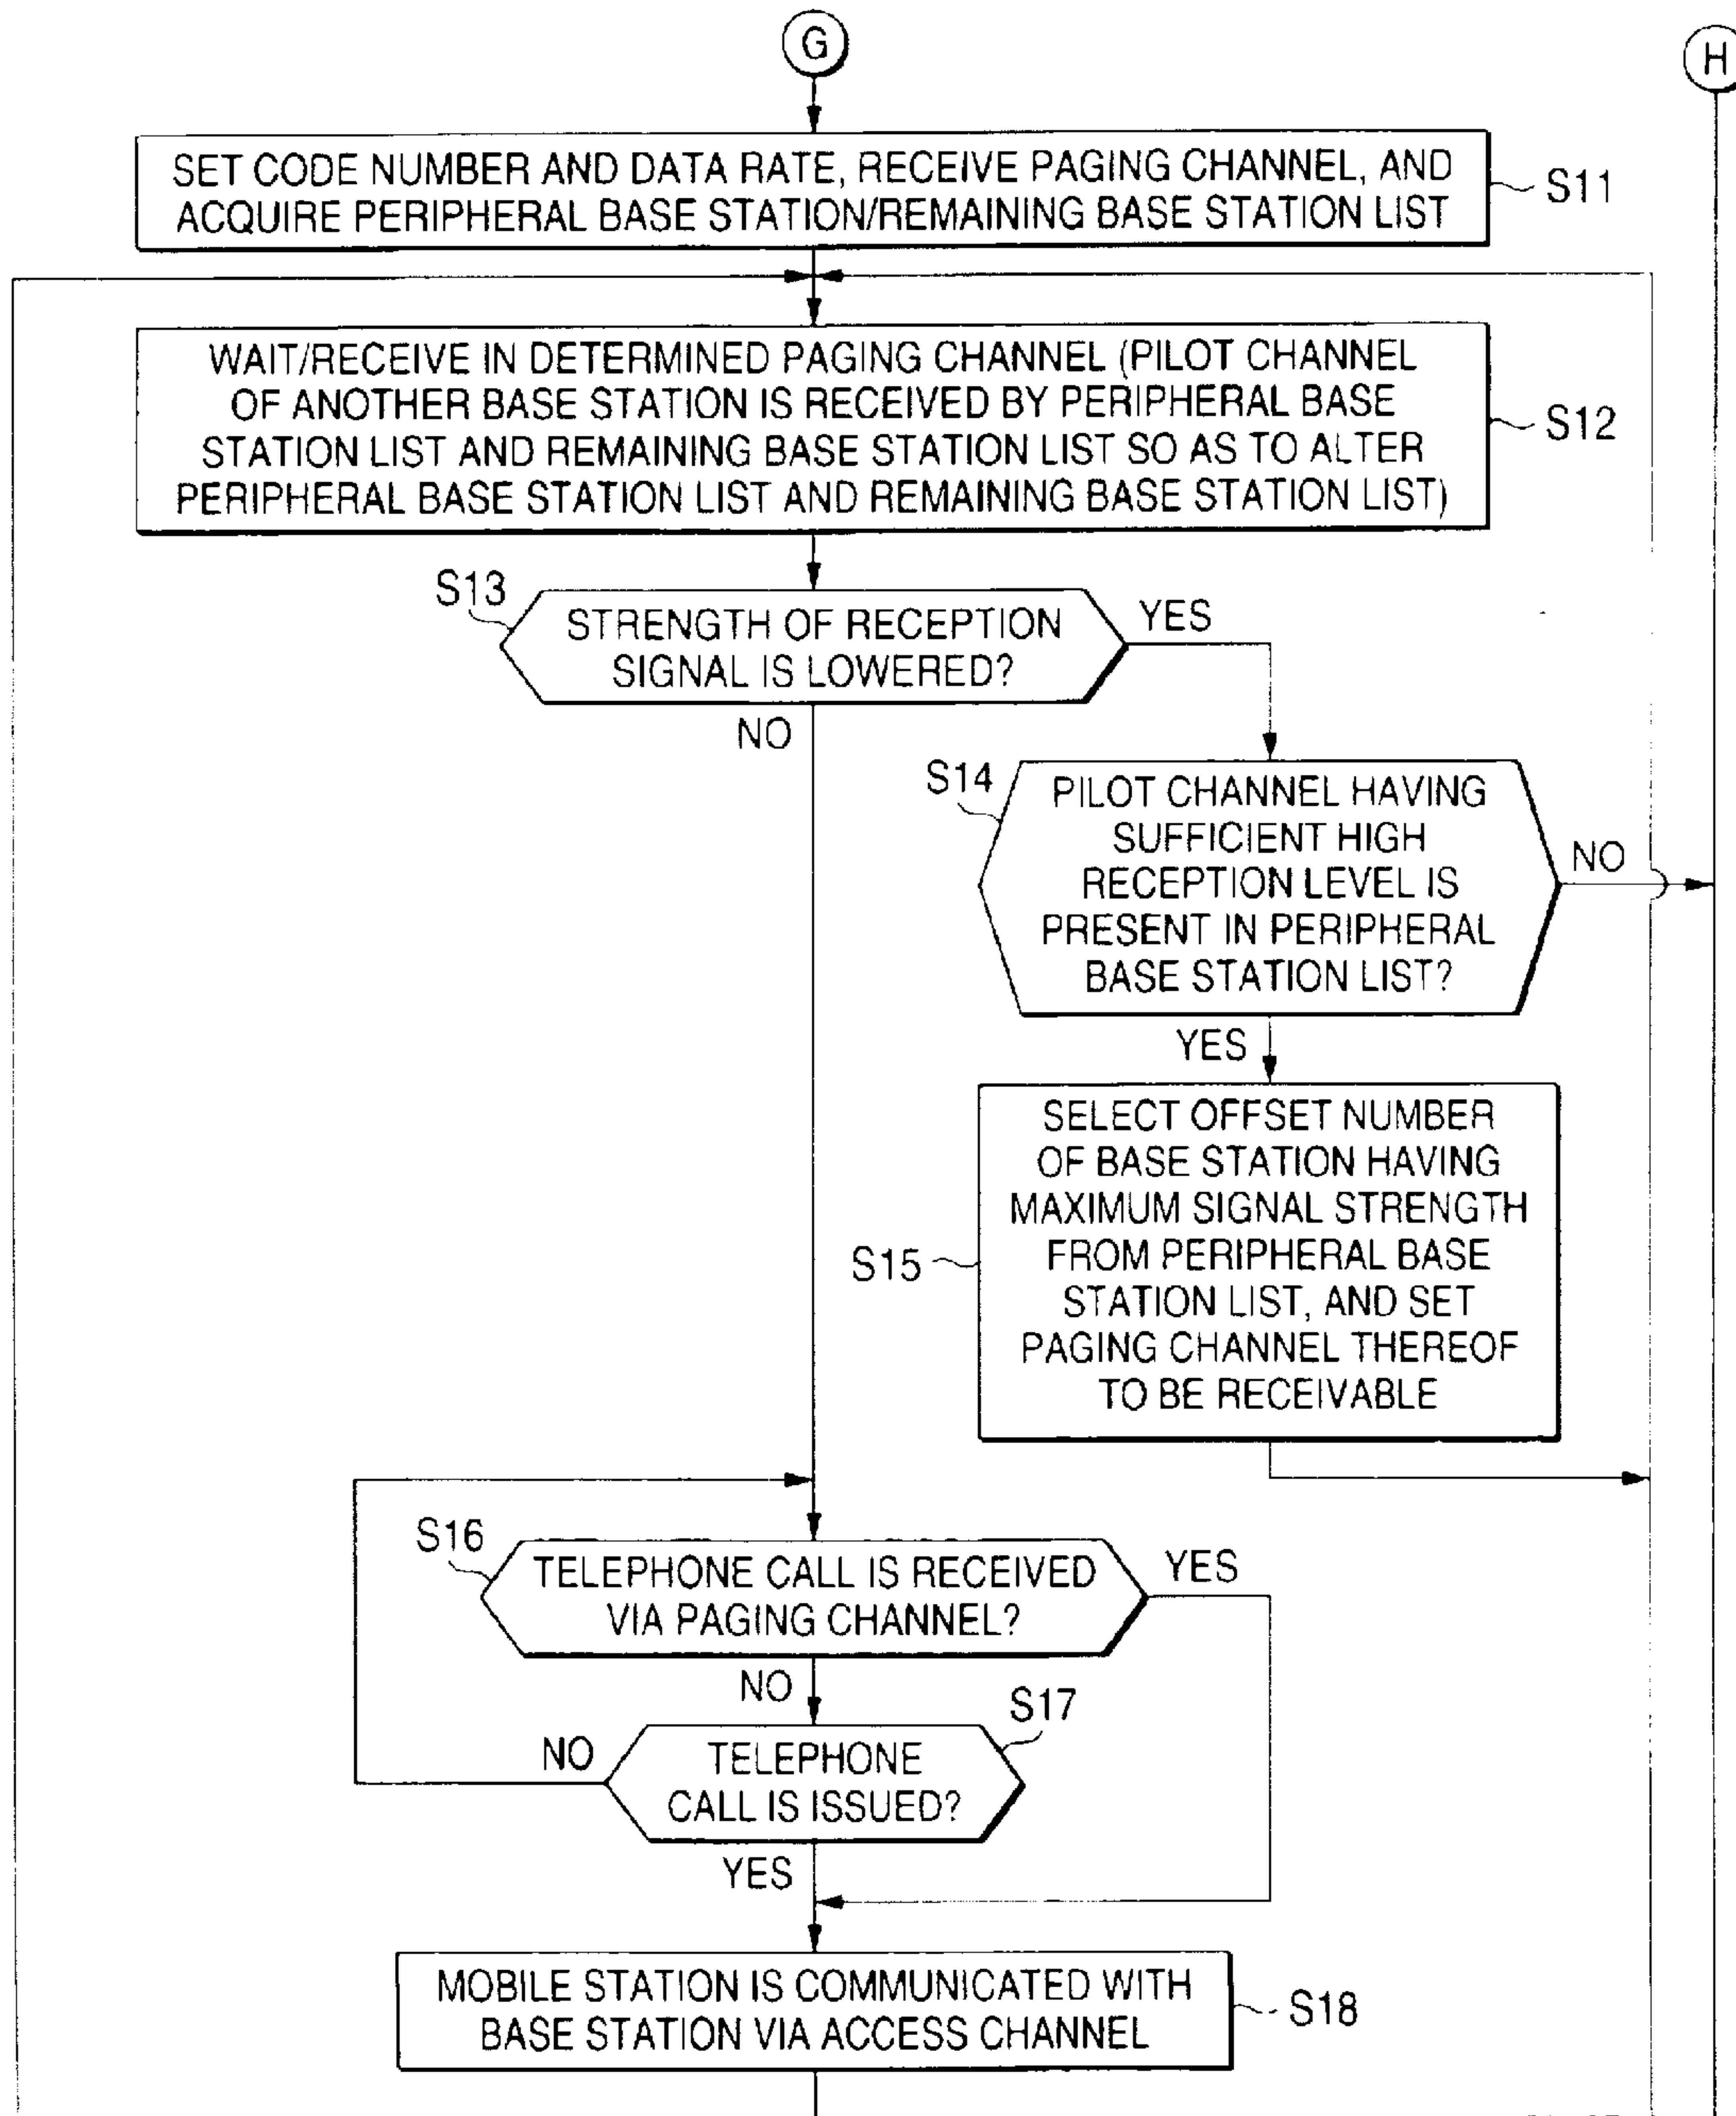 G
H
SET CODE NUMBER AND DATA RATE, RECEIVE PAGING CHANNEL, AND
ACQUIRE PERIPHERAL BASE STATION/REMAINING BASE STATION LIST
S11
WAIT/RECEIVE IN DETERMINED PAGING CHANNEL (PILOT CHANNEL
OF ANOTHER BASE STATION IS RECEIVED BY PERIPHERAL BASE
STATION LIST AND REMAINING BASE STATION LIST SO AS TO ALTER
PERIPHERAL BASE STATION LIST AND REMAINING BASE STATION LIST)
S12
S13
STRENGTH OF RECEPTION
SIGNAL IS LOWERED?
YES
NO
S14
PILOT CHANNEL HAVING
SUFFICIENT HIGH
RECEPTION LEVEL IS
PRESENT IN PERIPHERAL
BASE STATION LIST?
NO
YES
SELECT OFFSET NUMBER
OF BASE STATION HAVING
MAXIMUM SIGNAL STRENGTH
FROM PERIPHERAL BASE
STATION LIST, AND SET
PAGING CHANNEL THEREOF
TO BE RECEIVABLE
S15
S16
TELEPHONE CALL IS RECEIVED
VIA PAGING CHANNEL?
YES
NO
S17
TELEPHONE
CALL IS ISSUED?
NO
YES
MOBILE STATION IS COMMUNICATED WITH
BASE STATION VIA ACCESS CHANNEL
S18